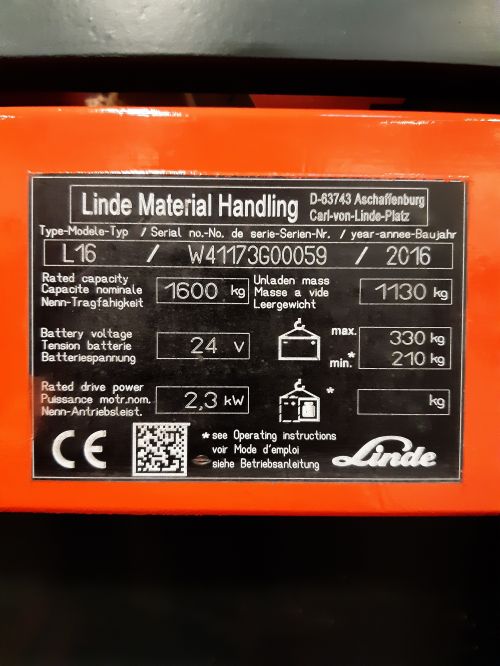 Linde Material Handling D-63743 Aschaffenburg
Carl-von-Linde-Platz
Type-Modele-Typ / Serial no.-No. de serie-Serien-Nr. / year-annee-Baujahr
L16 / W41173G00059 / 2016
Rated capacity
Capacite nominale
Nenn-Tragfähigkeit
1600 kg
Unladen mass
Masse a vide
Leergewicht
1130 kg
Battery voltage
Tension batterie
Batteriespannung
24 V
max. 330 kg
min.* 210 kg
Rated drive power
Puissance motr.nom.
Nenn-Antriebsleist.
2,3 kW
* kg
CE
*see Operating instructions
voir Mode d'emploi
siehe Betriebsanleitung
Linde